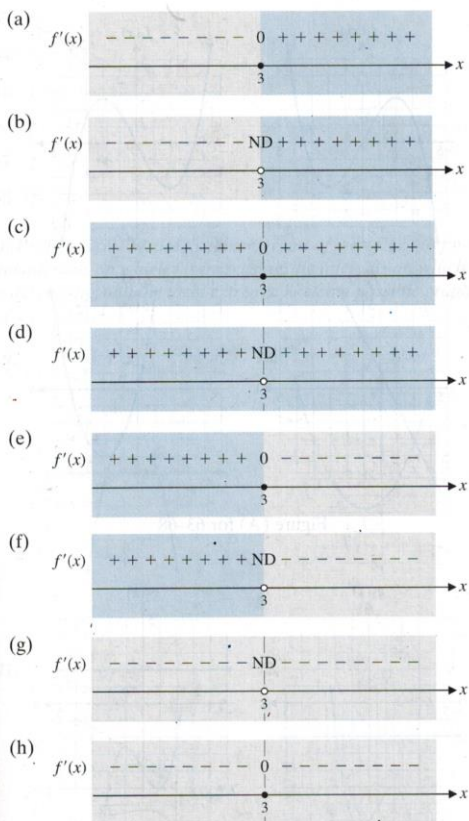 (a)
f'(x) − − − − − − − − − 0 + + + + + + + + x
3
(b)
f'(x) − − − − − − − − − ND + + + + + + + + x
3
(c)
f'(x) + + + + + + + + + 0 + + + + + + + + + x
3
(d)
f'(x) + + + + + + + + + ND + + + + + + + + + x
3
(e)
f'(x) + + + + + + + + + 0 − − − − − − − − − x
3
(f)
f'(x) + + + + + + + + + ND − − − − − − − − − x
3
(g)
f'(x) − − − − − − − − − ND − − − − − − − − − x
3
(h)
f'(x) − − − − − − − − − 0 − − − − − − − − − x
3